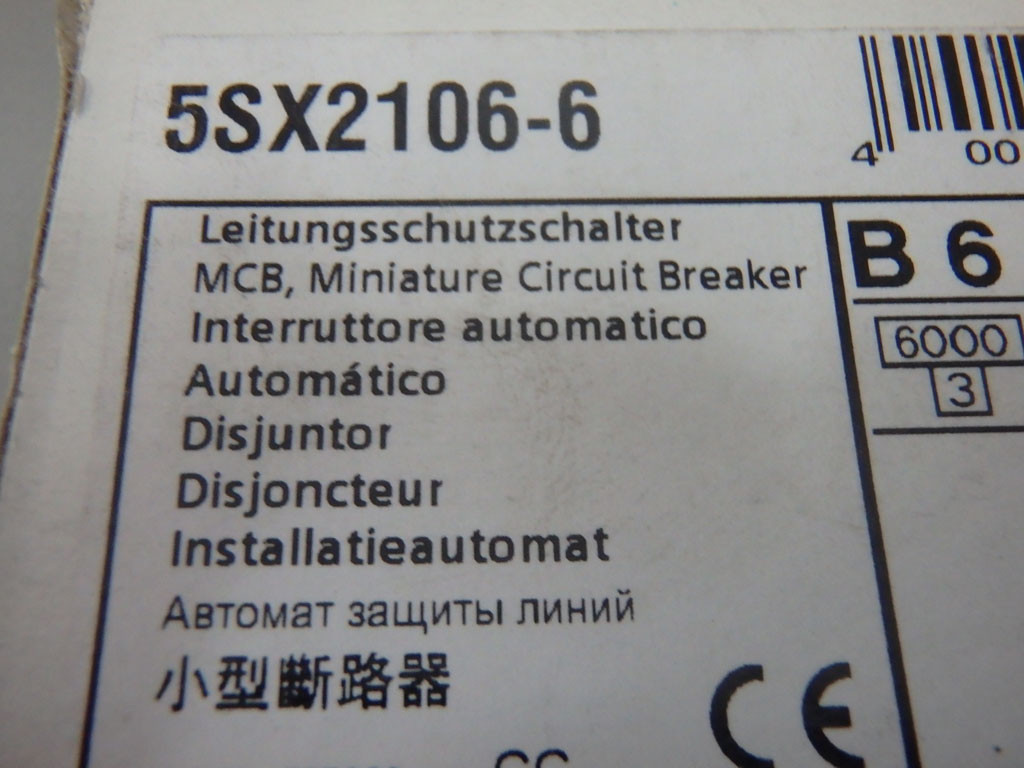 5SX2106-6
4 00
Leitungsschutzschalter
MCB, Miniature Circuit Breaker
Interruttore automatico
Automático
Disjuntor
Disjoncteur
Installatieautomat
Автомат защиты линий
小型斷路器
B 6
6000
3
CE